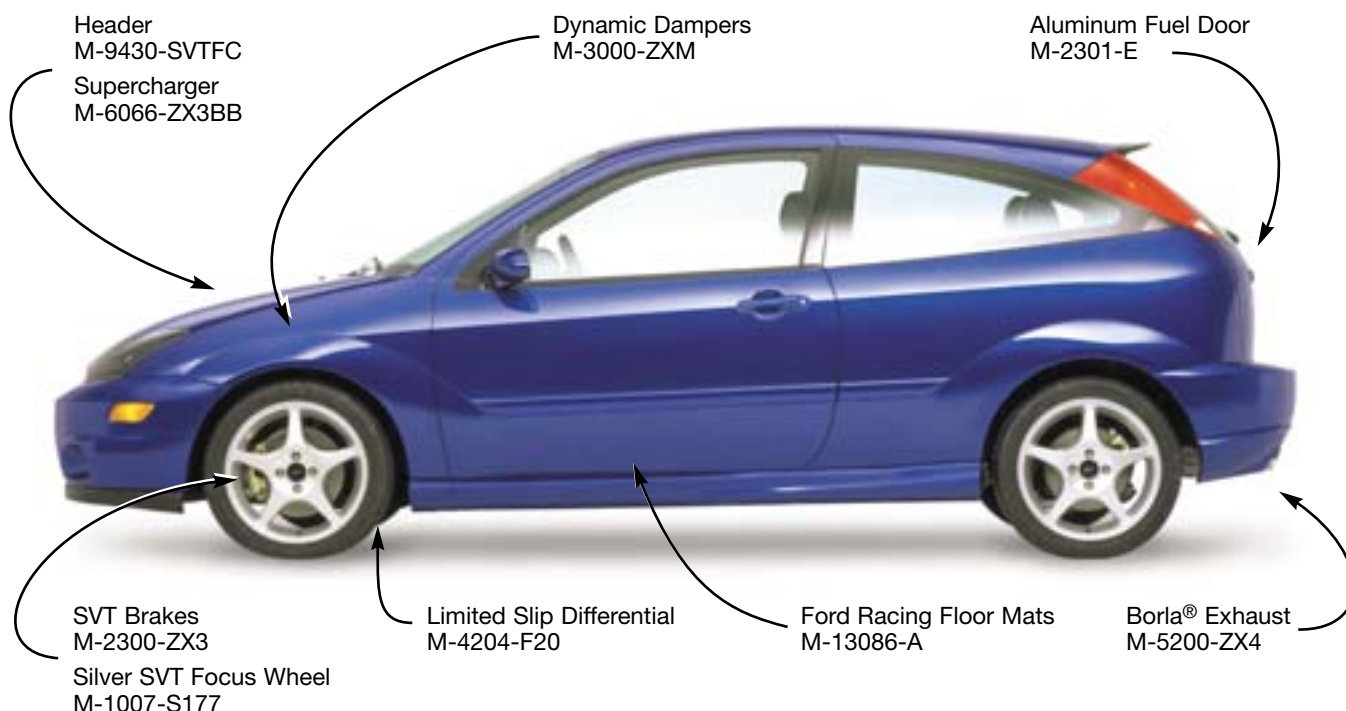 Header
M-9430-SVTFC
Supercharger
M-6066-ZX3BB
Dynamic Dampers
M-3000-ZXM
Aluminum Fuel Door
M-2301-E
SVT Brakes
M-2300-ZX3
Silver SVT Focus Wheel
M-1007-S177
Limited Slip Differential
M-4204-F20
Ford Racing Floor Mats
M-13086-A
Borla® Exhaust
M-5200-ZX4